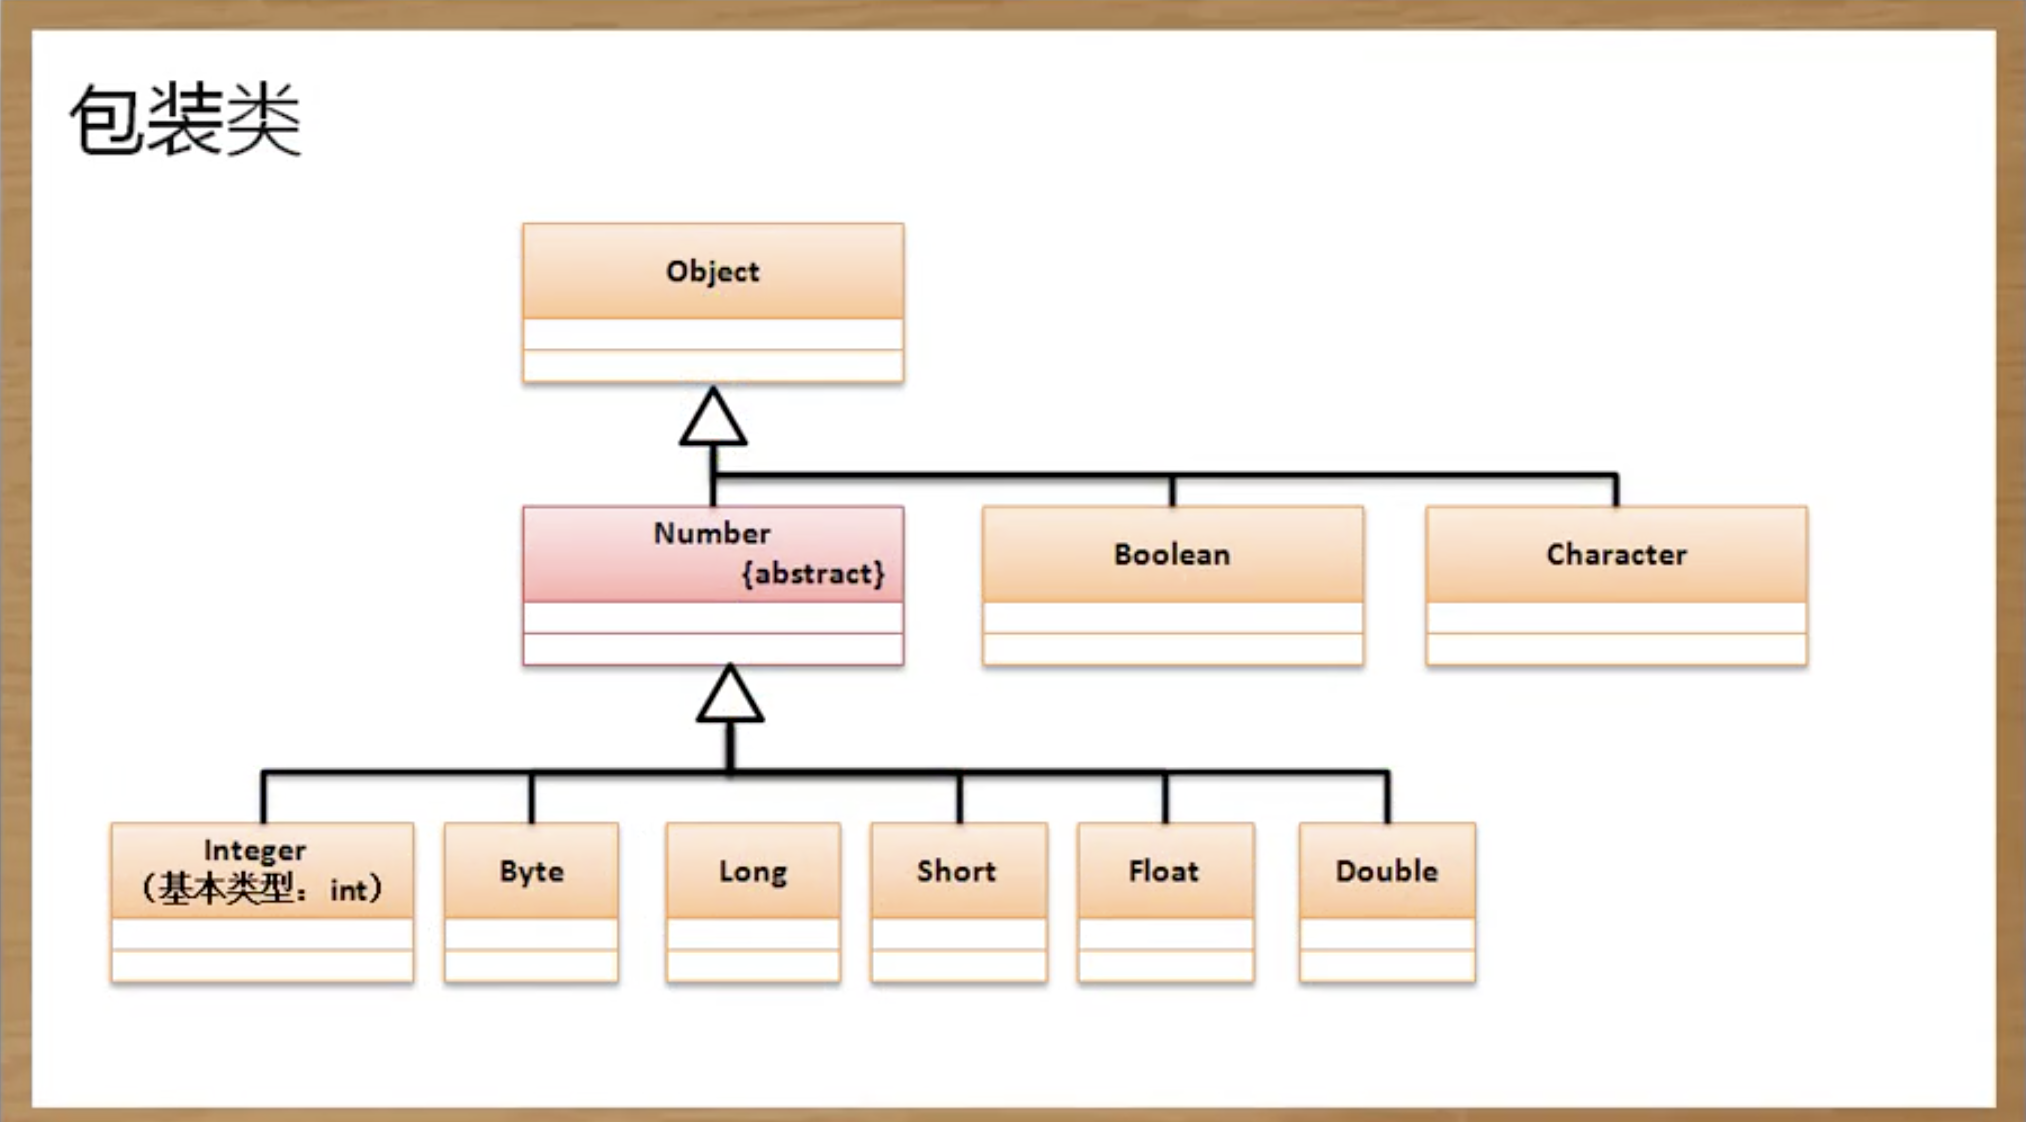 包装类
Object
Number
{abstract}
Boolean
Character
Integer
（基本类型：int）
Byte
Long
Short
Float
Double